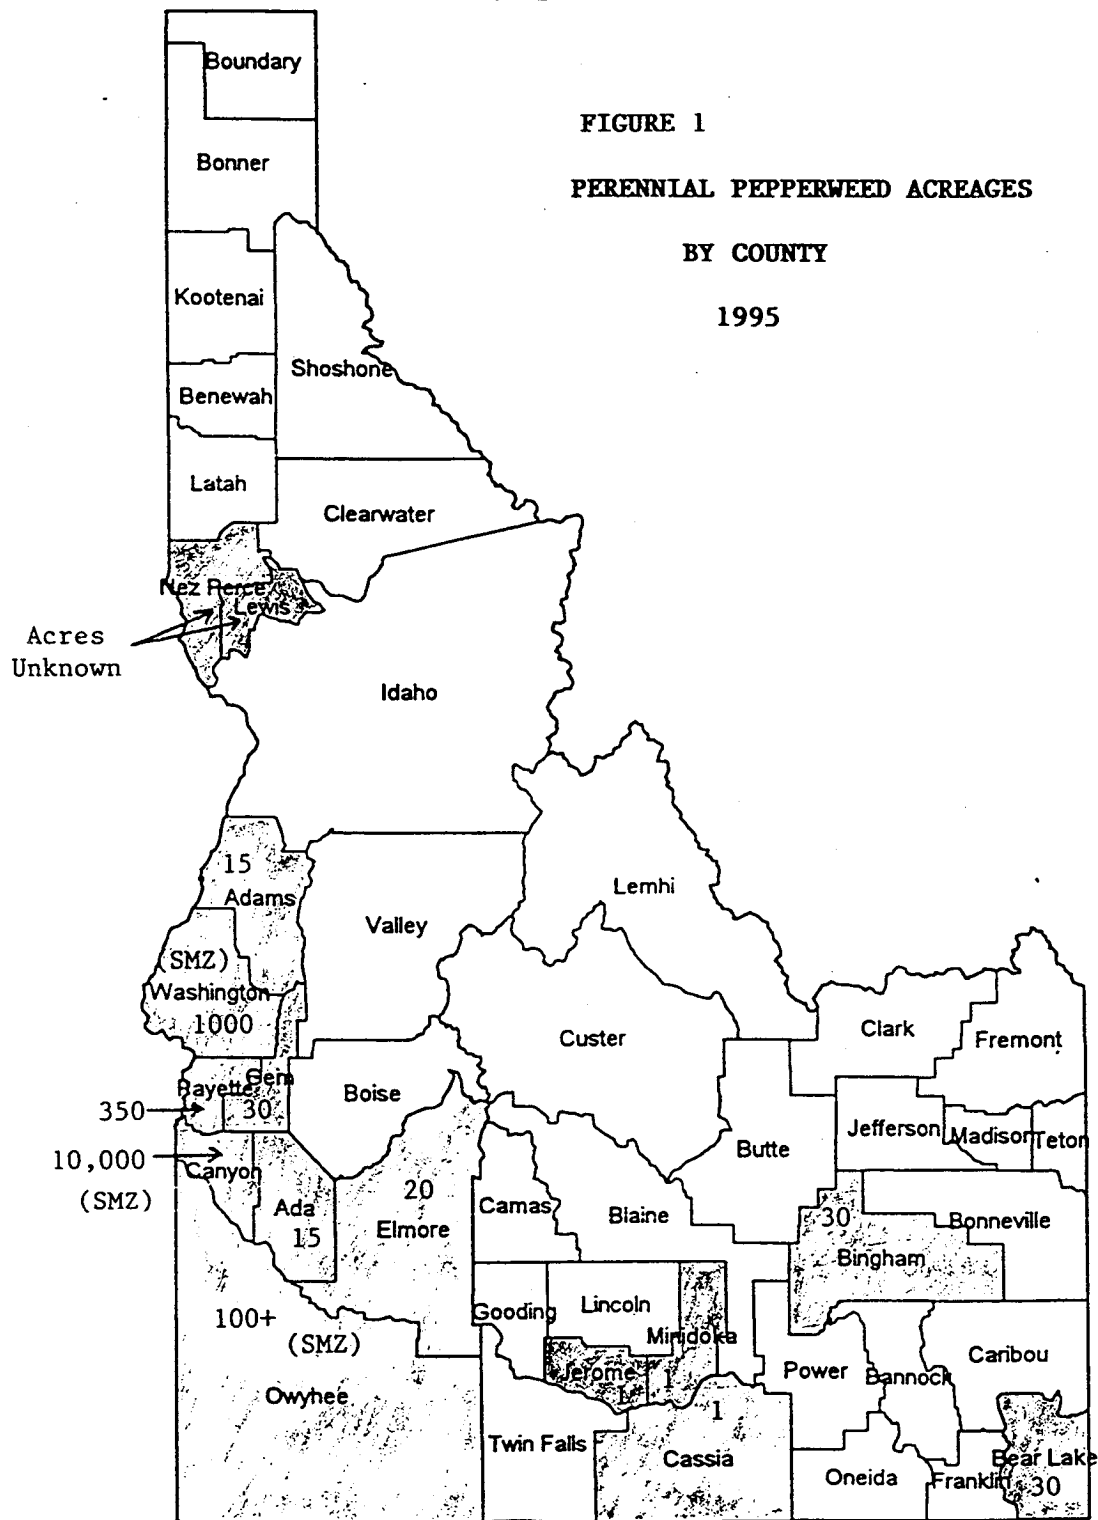 Boundary
FIGURE 1
Bonner
PERENNIAL PEPPERWEED ACREAGES
BY COUNTY
Kootenai
1995
Shoshone
Benewah
Latah
Clearwater
Nez Perce
Lewis
Acres
Unknown
Idaho
15
Adams
Lemhi
Valley
(SMZ)
Washington
1000
Custer
Clark
Fremont
Payette
Gem
350
30
Boise
Jefferson
Madison
Teton
Butte
10,000
(SMZ)
Canyon
Ada
15
20
Elmore
Camas
Blaine
30
Bingham
Bonneville
100+
(SMZ)
Owyhee
Gooding
Lincoln
Minidoka
1
Jerome
1
Power
Bannock
Caribou
Twin Falls
1
Cassia
Oneida
Franklin
Bear Lake
30